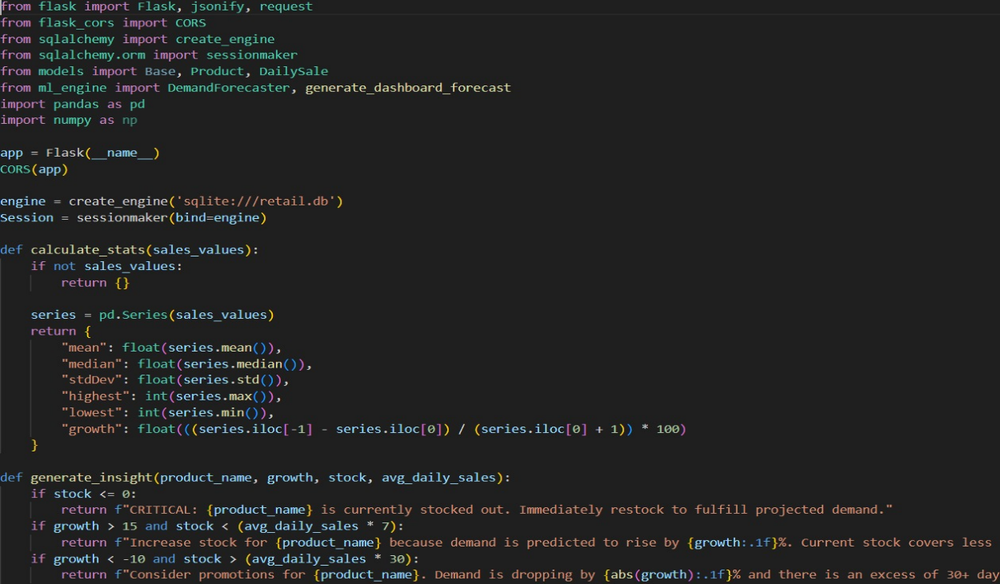 from flask import Flask, jsonify, request
from flask_cors import CORS
from sqlalchemy import create_engine
from sqlalchemy.orm import sessionmaker
from models import Base, Product, DailySale
from ml_engine import DemandForecaster, generate_dashboard_forecast
import pandas as pd
import numpy as np

app = Flask(__name__)
CORS(app)

engine = create_engine('sqlite:///retail.db')
Session = sessionmaker(bind=engine)

def calculate_stats(sales_values):
    if not sales_values:
        return {}

    series = pd.Series(sales_values)
    return {
        "mean": float(series.mean()),
        "median": float(series.median()),
        "stdDev": float(series.std()),
        "highest": int(series.max()),
        "lowest": int(series.min()),
        "growth": float(((series.iloc[-1] - series.iloc[0]) / (series.iloc[0] + 1)) * 100)
    }

def generate_insight(product_name, growth, stock, avg_daily_sales):
    if stock <= 0:
        return f"CRITICAL: {product_name} is currently stocked out. Immediately restock to fulfill projected demand."
    if growth > 15 and stock < (avg_daily_sales * 7):
        return f"Increase stock for {product_name} because demand is predicted to rise by {growth:.1f}%. Current stock covers less
    if growth < -10 and stock > (avg_daily_sales * 30):
        return f"Consider promotions for {product_name}. Demand is dropping by {abs(growth):.1f}% and there is an excess of 30+ day